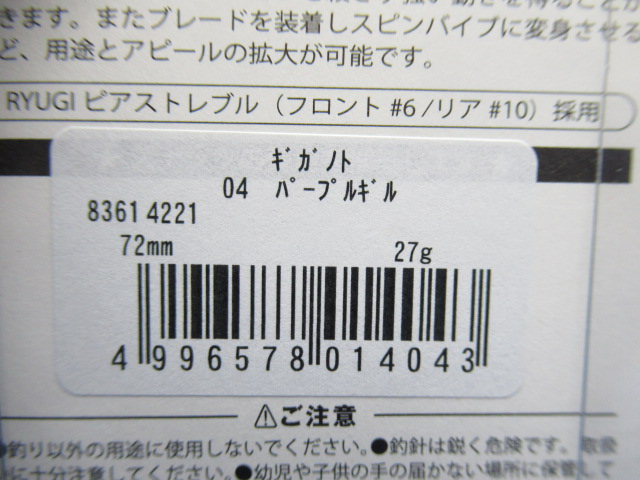 きます。またブレードを装着しスピンバイブに変身させる
ど、用途とアピールの拡大が可能です。
RYUGI ピアストレブル（フロント #6 /リア #10）採用
ｷﾞｶﾞﾉﾄ
04 ﾊﾟｰﾌﾟﾙｷﾞﾙ
8361 4221
72mm 27g
4 996578 014043
⚠ご注意
●釣り以外の用途に使用しないでください。●釣針は鋭く危険です。取扱
に十分注意してください。●幼児や子供の手の届かない場所に保管して